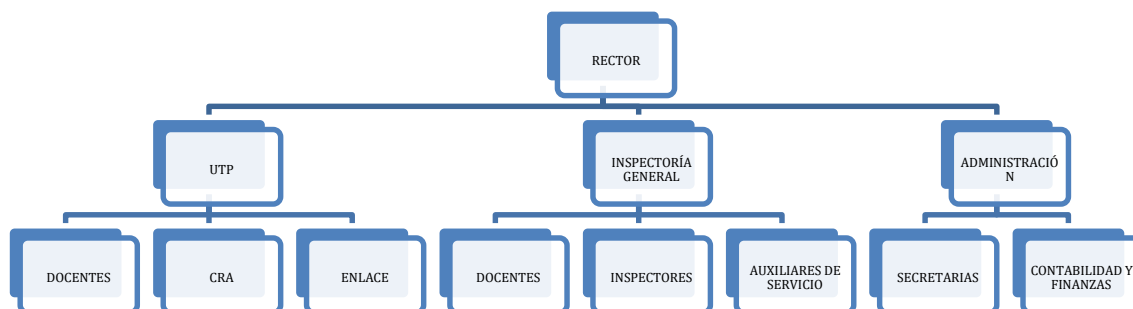 RECTOR
UTP
INSPECTORÍA
GENERAL
ADMINISTRACIÓ
N
DOCENTES
CRA
ENLACE
DOCENTES
INSPECTORES
AUXILIARES DE
SERVICIO
SECRETARIAS
CONTABILIDAD Y
FINANZAS